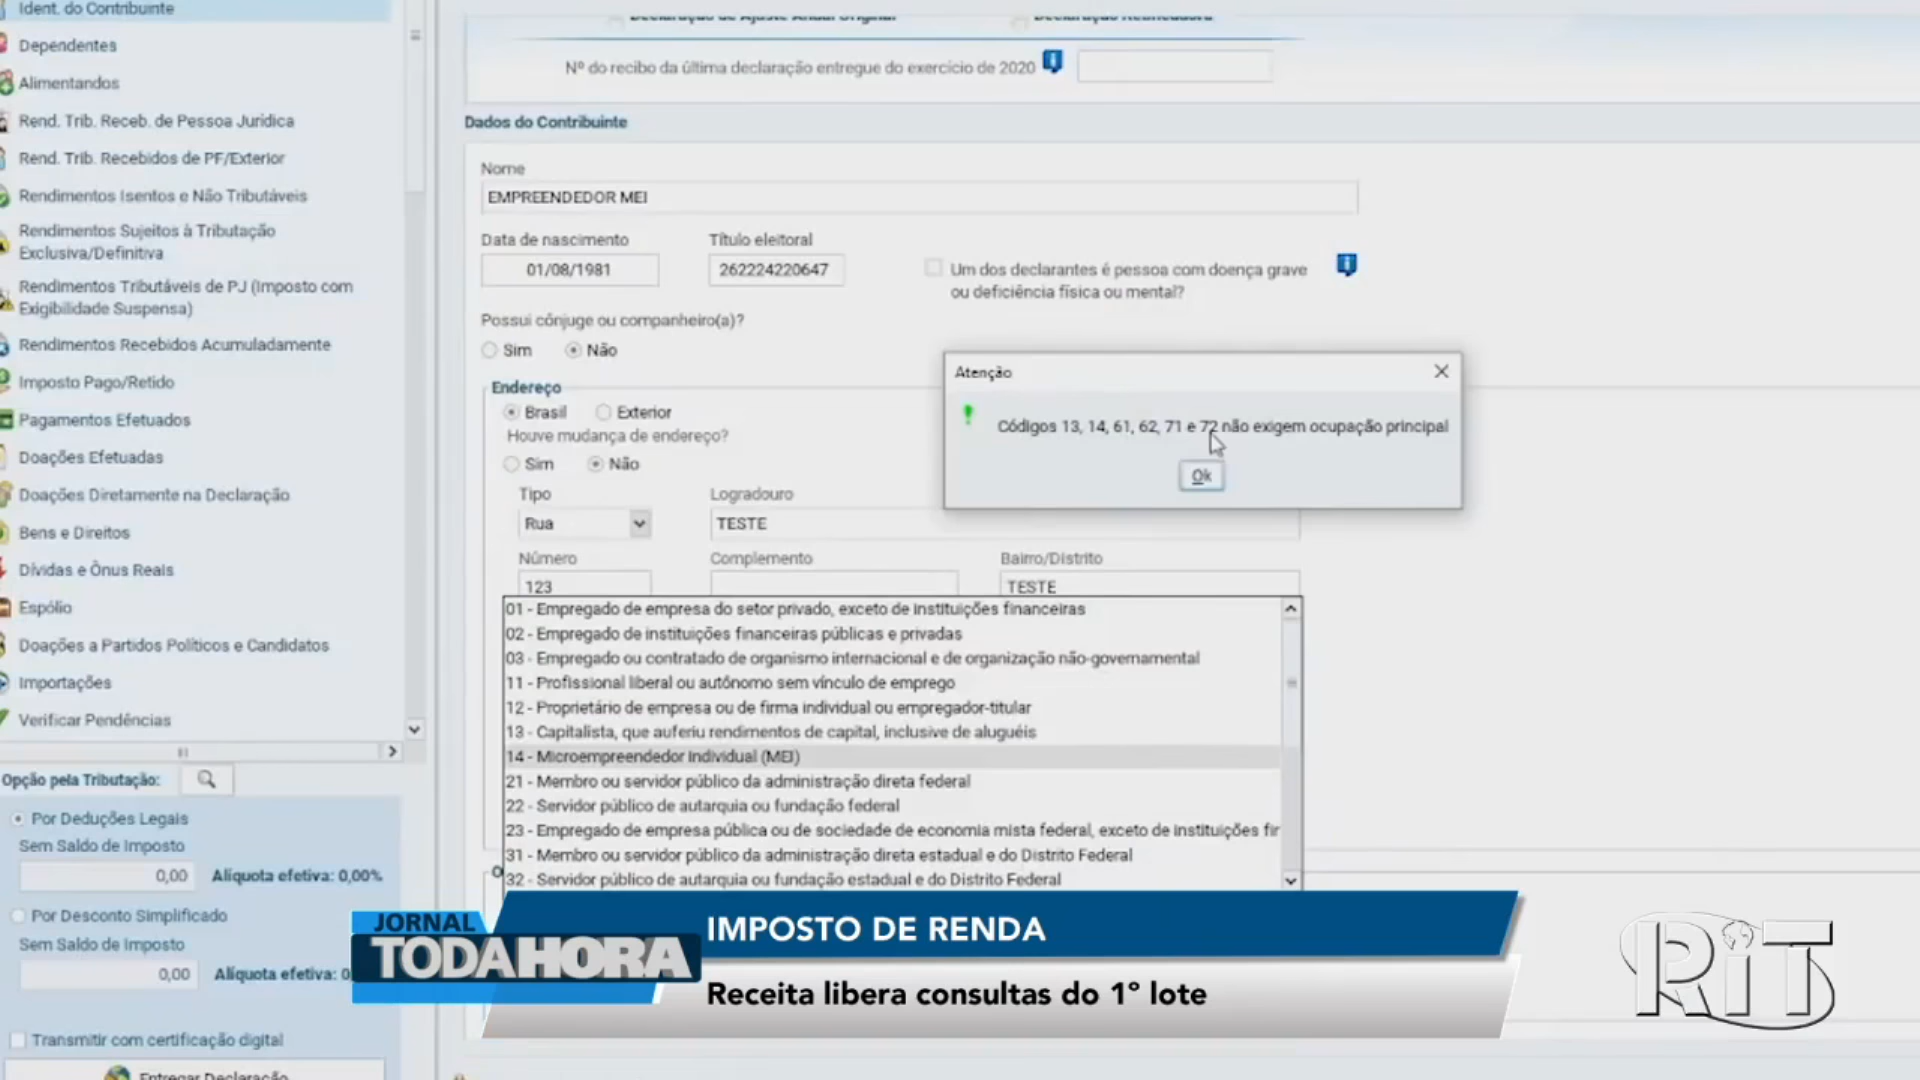 Ident. do Contribuinte
Dependentes
Alimentandos
Rend. Trib. Receb. de Pessoa Jurídica
Rend. Trib. Recebidos de PF/Exterior
Rendimentos Isentos e Não Tributáveis
Rendimentos Sujeitos à Tributação
Exclusiva/Definitiva
Rendimentos Tributáveis de PJ (Imposto com
Exigibilidade Suspensa)
Rendimentos Recebidos Acumuladamente
Imposto Pago/Retido
Pagamentos Efetuados
Doações Efetuadas
Doações Diretamente na Declaração
Bens e Direitos
Dívidas e Ônus Reais
Espólio
Doações a Partidos Políticos e Candidatos
Importações
Verificar Pendências
Opção pela Tributação:
Por Deduções Legais
Sem Saldo de Imposto
0,00 Alíquota efetiva: 0,00%
Por Desconto Simplificado
Sem Saldo de Imposto
0,00 Alíquota efetiva: 0
Transmitir com certificação digital
Entregar Declaração
Declaração de Ajuste Anual Original Declaração Retificadora
Nº do recibo da última declaração entregue do exercício de 2020
Dados do Contribuinte
Nome
EMPREENDEDOR MEI
Data de nascimento Título eleitoral
01/08/1981 262224220647
Um dos declarantes é pessoa com doença grave
ou deficiência física ou mental?
Possui cônjuge ou companheiro(a)?
Sim Não
Endereço
Brasil Exterior
Houve mudança de endereço?
Sim Não
Tipo Logradouro
Rua TESTE
Número Complemento Bairro/Distrito
123 TESTE
Atenção
Códigos 13, 14, 61, 62, 71 e 72 não exigem ocupação principal
Ok
01 - Empregado de empresa do setor privado, exceto de instituições financeiras
02 - Empregado de instituições financeiras públicas e privadas
03 - Empregado ou contratado de organismo internacional e de organização não-governamental
11 - Profissional liberal ou autônomo sem vínculo de emprego
12 - Proprietário de empresa ou de firma individual ou empregador-titular
13 - Capitalista, que auferiu rendimentos de capital, inclusive de aluguéis
14 - Microempreendedor Individual (MEI)
21 - Membro ou servidor público da administração direta federal
22 - Servidor público de autarquia ou fundação federal
23 - Empregado de empresa pública ou de sociedade de economia mista federal, exceto de instituições fir
31 - Membro ou servidor público da administração direta estadual e do Distrito Federal
32 - Servidor público de autarquia ou fundação estadual e do Distrito Federal
JORNAL
TODAHORA
IMPOSTO DE RENDA
Receita libera consultas do 1º lote
RiT